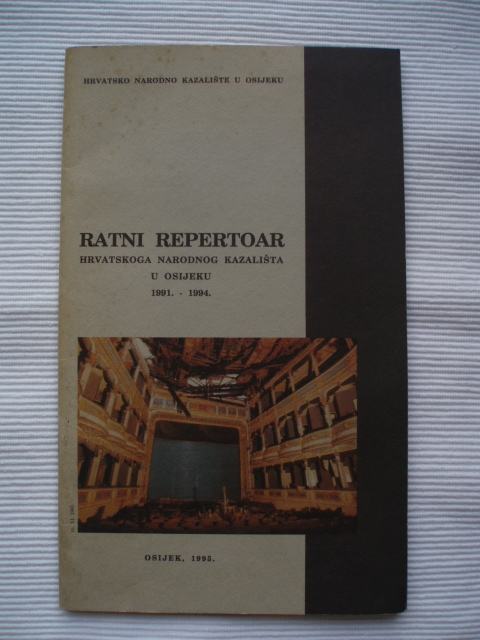 HRVATSKO NARODNO KAZALIŠTE U OSIJEKU
RATNI REPERTOAR
HRVATSKOGA NARODNOG KAZALIŠTA
U OSIJEKU
1991. - 1994.
OSIJEK, 1995.